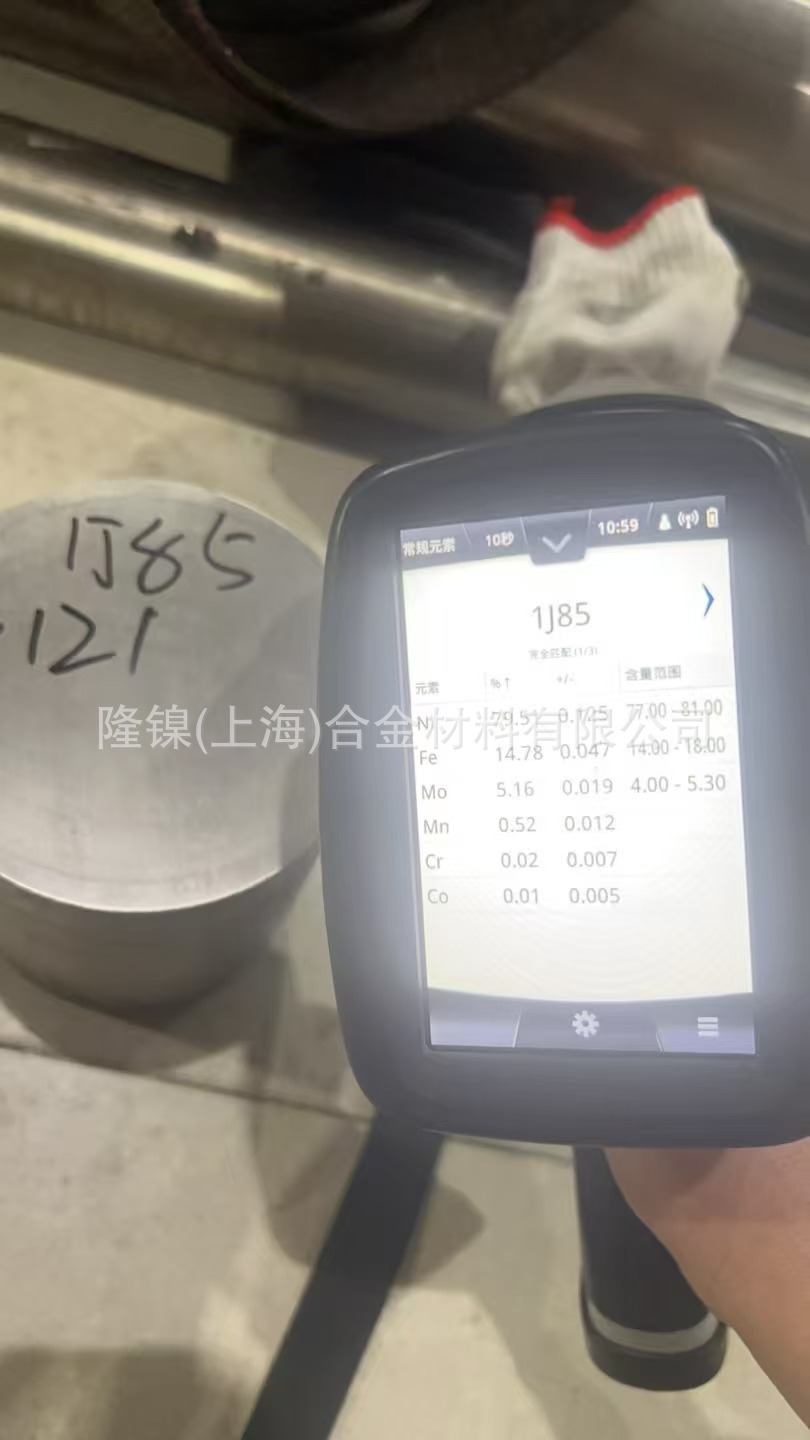 1J85
121
常规元素 10秒 10:59
1J85
完全匹配 (1/3)
元素 %↑ +/- 含量范围
Ni 79.51 0.125 77.00 - 81.00
Fe 14.78 0.047 14.00 - 18.00
Mo 5.16 0.019 4.00 - 5.30
Mn 0.52 0.012
Cr 0.02 0.007
Co 0.01 0.005
隆镍(上海)合金材料有限公司